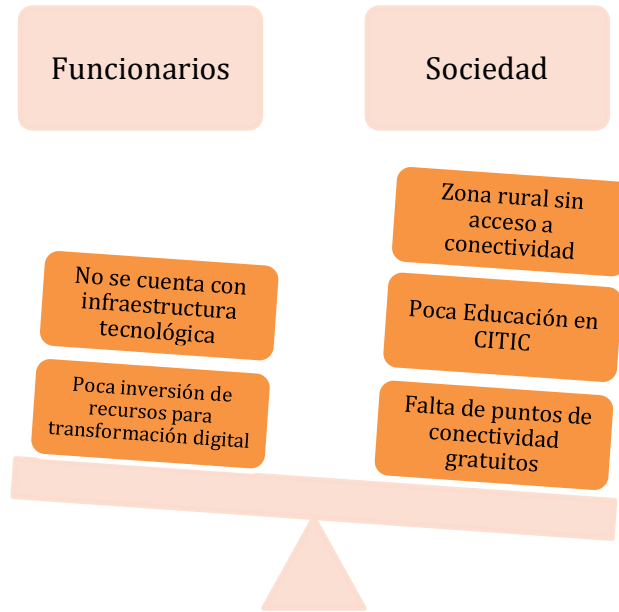 Funcionarios
Sociedad
No se cuenta con
infraestructura
tecnológica
Poca inversión de
recursos para
transformación digital
Zona rural sin
acceso a
conectividad
Poca Educación en
CITIC
Falta de puntos de
conectividad
gratuitos